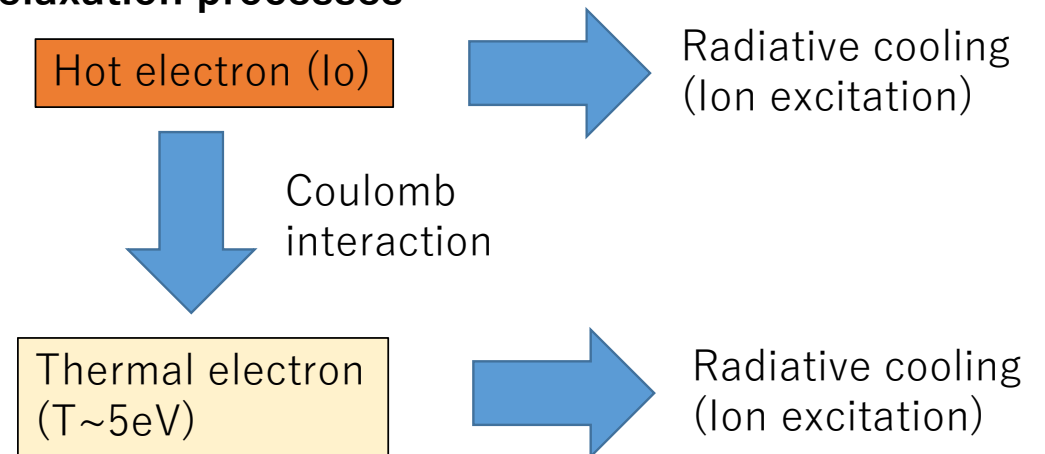 Hot electron (Io)
Radiative cooling
(Ion excitation)
Coulomb
interaction
Thermal electron
(T~5eV)
Radiative cooling
(Ion excitation)